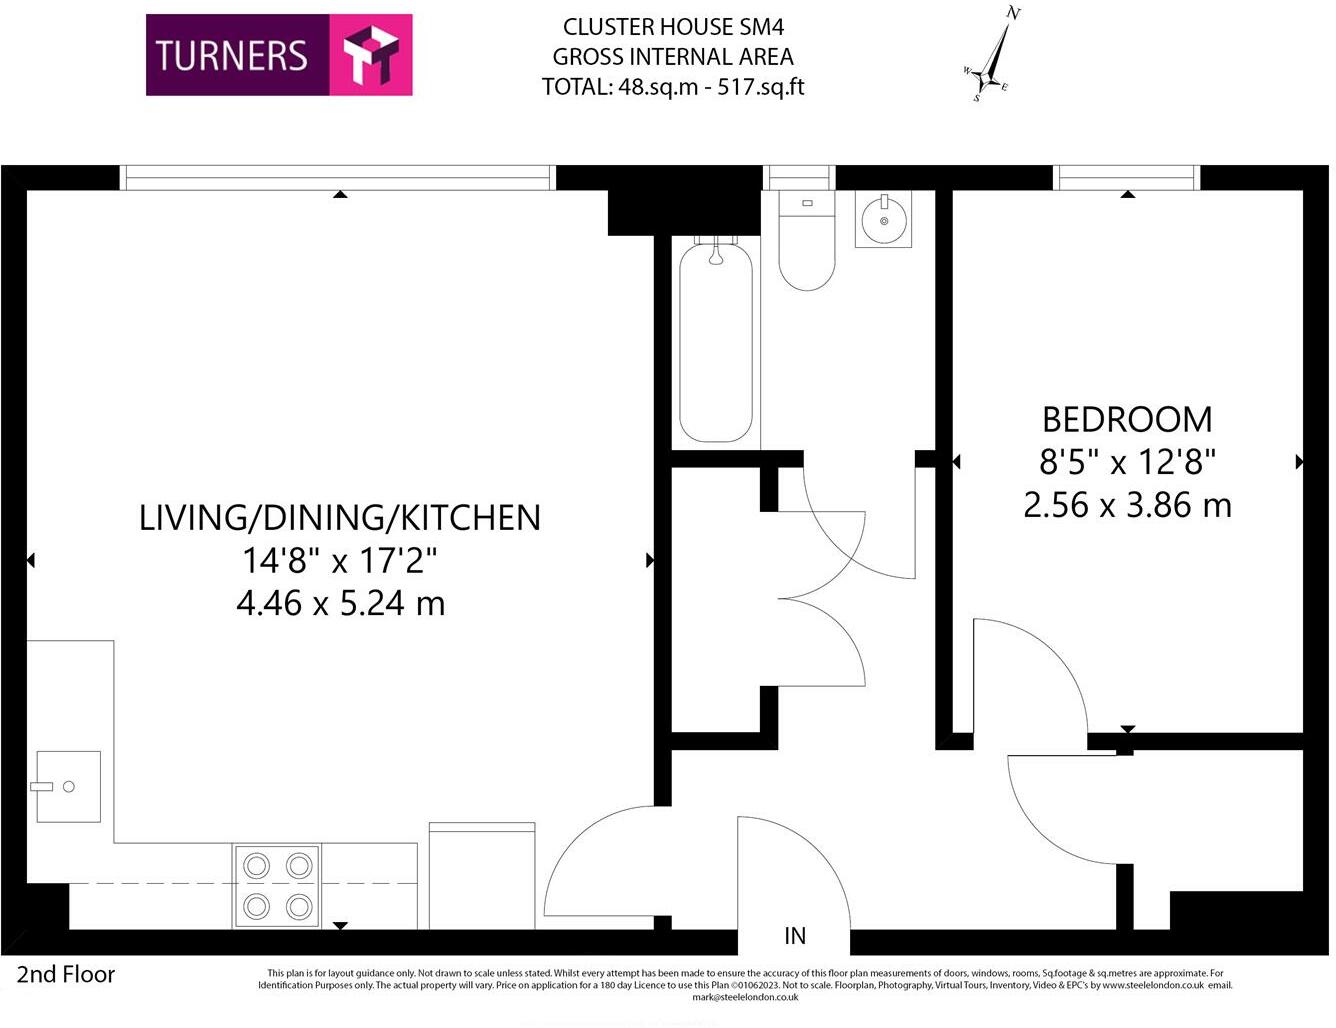 TURNERS
CLUSTER HOUSE SM4
GROSS INTERNAL AREA
TOTAL: 48.sq.m - 517.sq.ft
N
W
E
S
LIVING/DINING/KITCHEN
14'8" x 17'2"
4.46 x 5.24 m
BEDROOM
8'5" x 12'8"
2.56 x 3.86 m
IN
2nd Floor
This plan is for layout guidance only. Not drawn to scale unless stated. Whilst every attempt has been made to ensure the accuracy of this floor plan measurements of doors, windows, rooms, Sq.footage & sq.metres are approximate. For
Identification Purposes only. The actual property will vary. Price on application for a 180 day Licence to use this Plan ©01062023. Not to scale. Floorplan, Photography, Virtual Tours, Inventory, Video & EPC's by www.steelelondon.co.uk email.
mark@steelelondon.co.uk